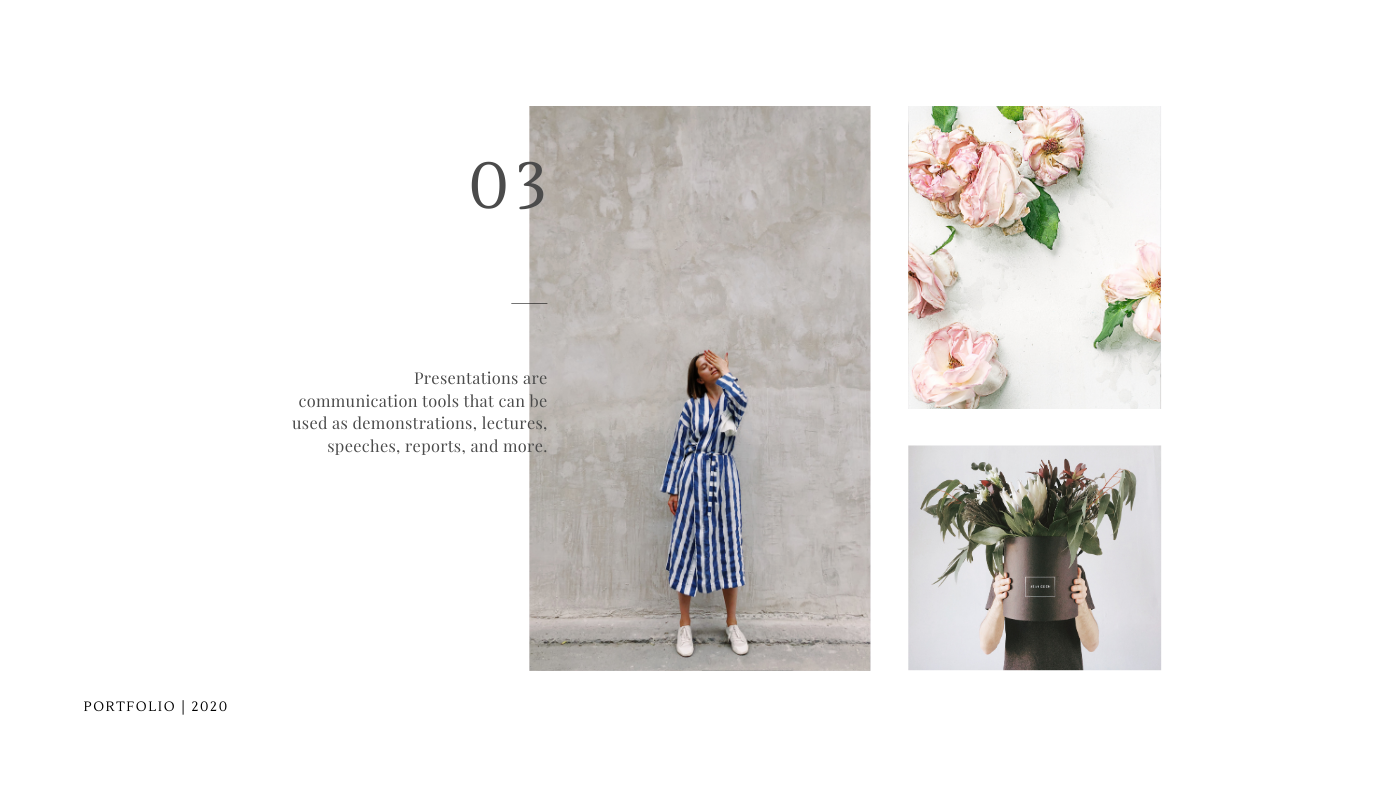 03
Presentations are
communication tools that can be
used as demonstrations, lectures,
speeches, reports, and more.
PORTFOLIO | 2020